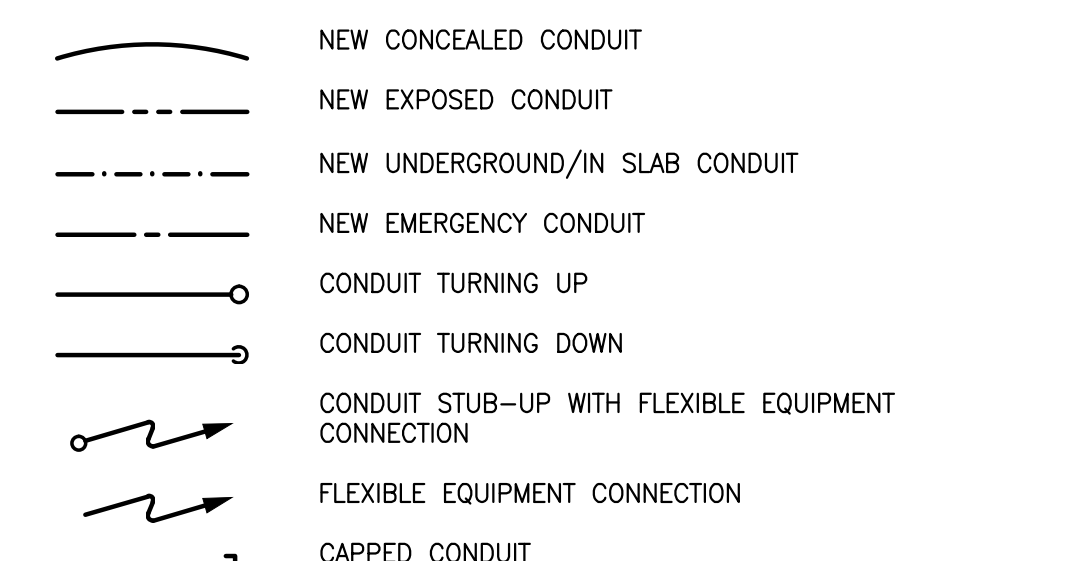 NEW CONCEALED CONDUIT
NEW EXPOSED CONDUIT
NEW UNDERGROUND/IN SLAB CONDUIT
NEW EMERGENCY CONDUIT
CONDUIT TURNING UP
CONDUIT TURNING DOWN
CONDUIT STUB-UP WITH FLEXIBLE EQUIPMENT
CONNECTION
FLEXIBLE EQUIPMENT CONNECTION
CAPPED CONDUIT